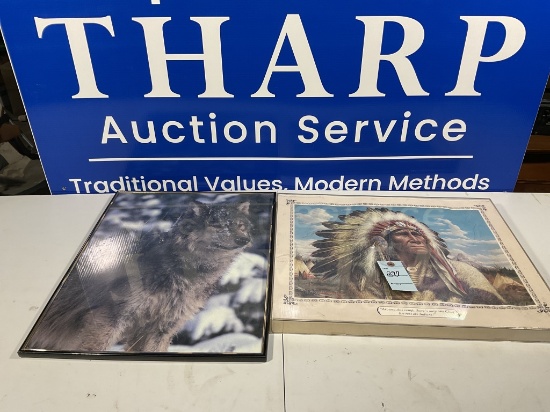 THARP
Auction Service
Traditional Values, Modern Methods